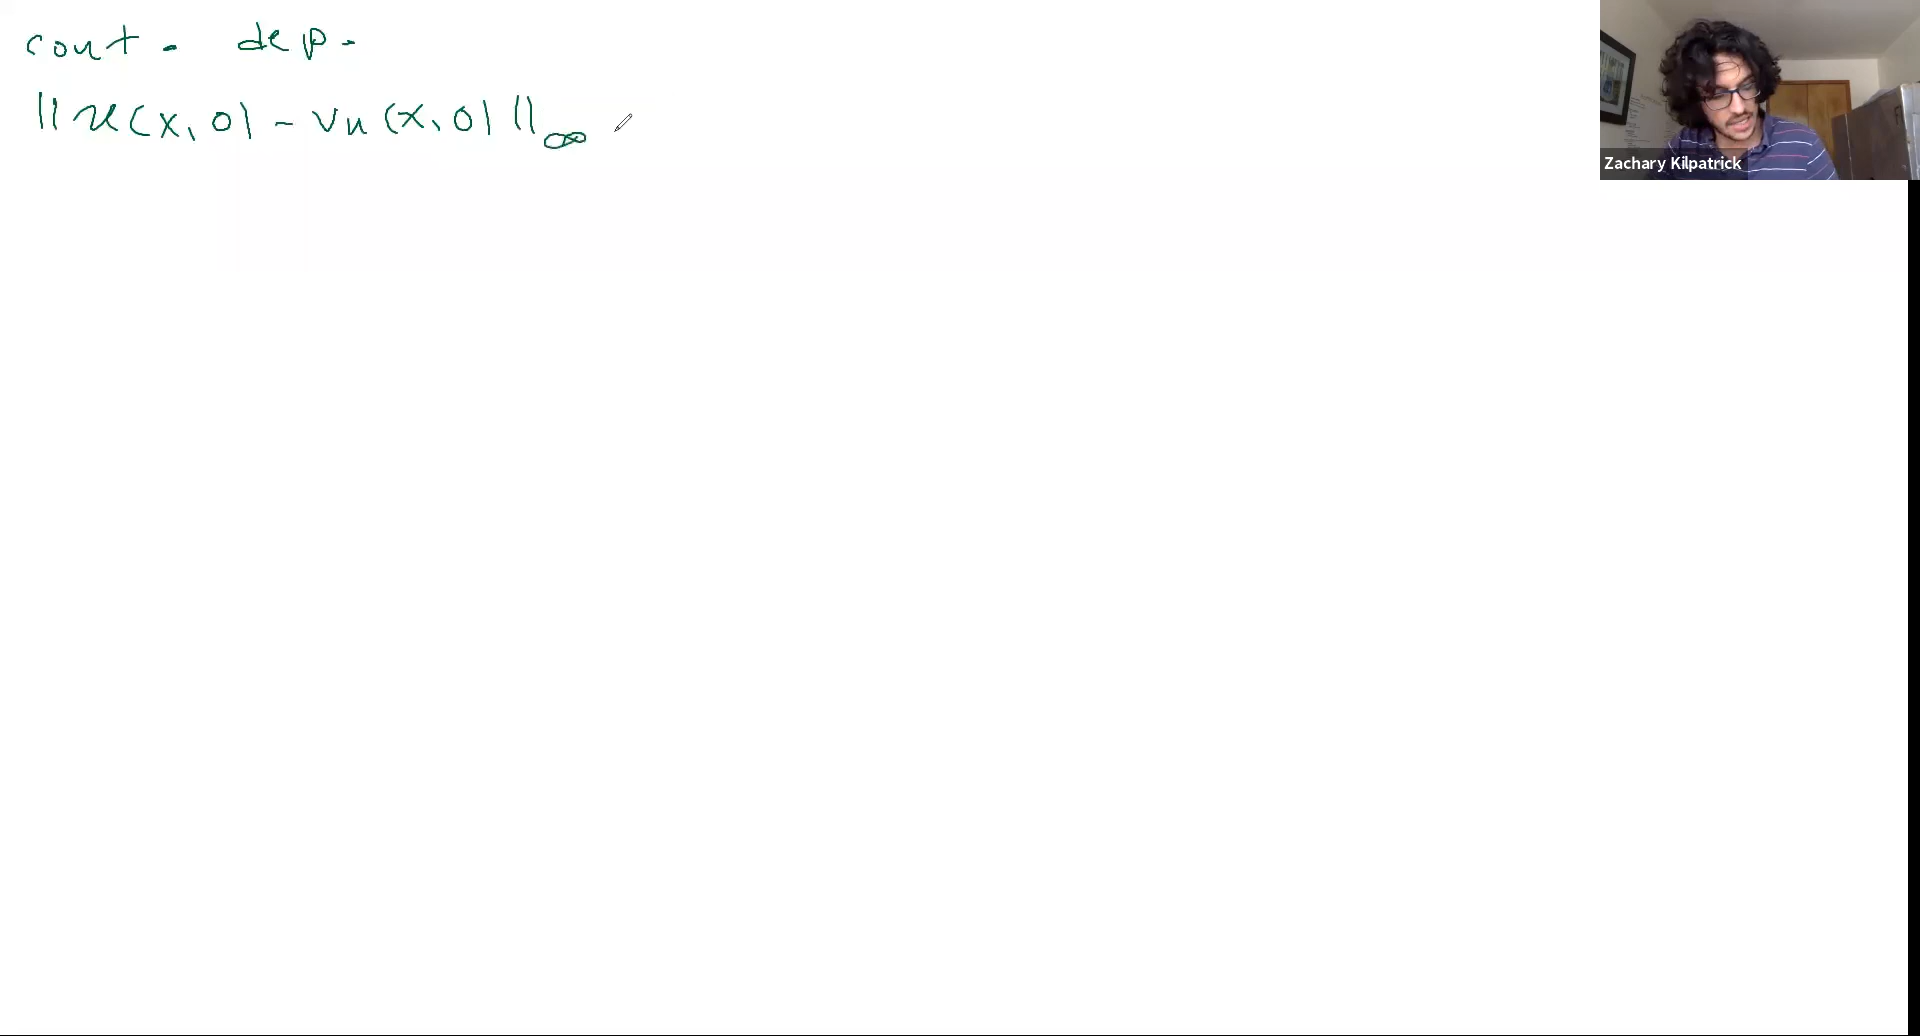 cont. dep.
|| u(x,0) - vn(x,0) ||∞
Zachary Kilpatrick